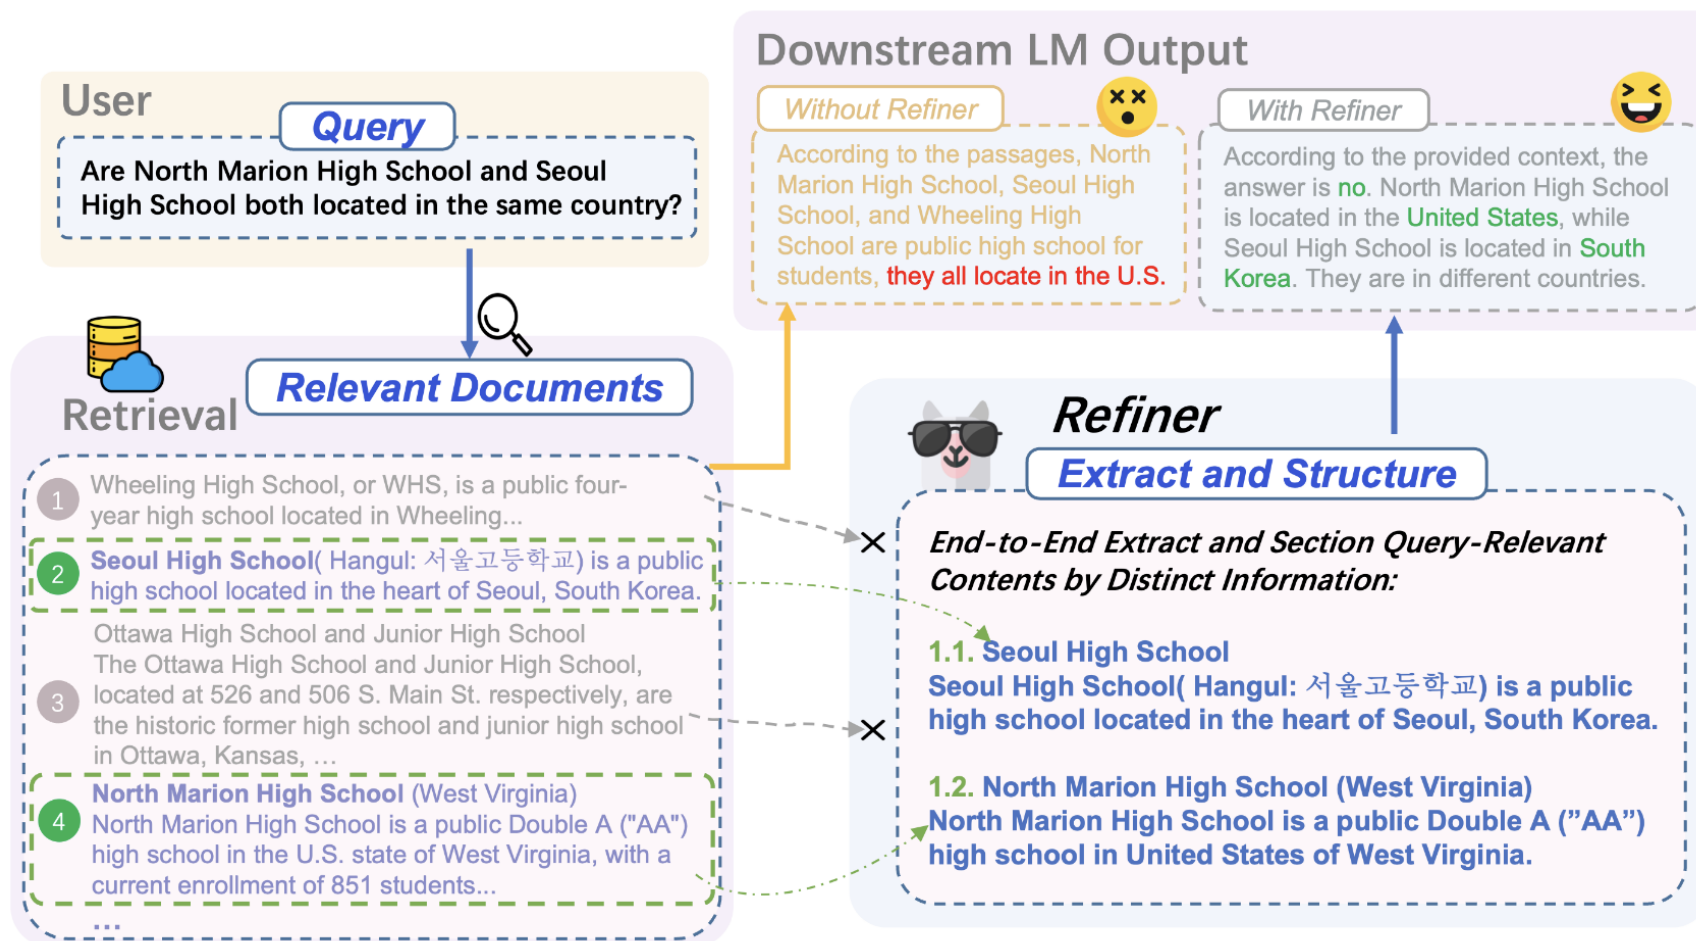 User
Query
Are North Marion High School and Seoul
High School both located in the same country?
Downstream LM Output
Without Refiner
According to the passages, North
Marion High School, Seoul High
School, and Wheeling High
School are public high school for
students, they all locate in the U.S.
With Refiner
According to the provided context, the
answer is no. North Marion High School
is located in the United States, while
Seoul High School is located in South
Korea. They are in different countries.
Retrieval
Relevant Documents
1
Wheeling High School, or WHS, is a public four-
year high school located in Wheeling...
2
Seoul High School( Hangul: 서울고등학교) is a public
high school located in the heart of Seoul, South Korea.
3
Ottawa High School and Junior High School
The Ottawa High School and Junior High School,
located at 526 and 506 S. Main St. respectively, are
the historic former high school and junior high school
in Ottawa, Kansas, ...
4
North Marion High School (West Virginia)
North Marion High School is a public Double A ("AA")
high school in the U.S. state of West Virginia, with a
current enrollment of 851 students...
...
Refiner
Extract and Structure
End-to-End Extract and Section Query-Relevant
Contents by Distinct Information:
1.1. Seoul High School
Seoul High School( Hangul: 서울고등학교) is a public
high school located in the heart of Seoul, South Korea.
1.2. North Marion High School (West Virginia)
North Marion High School is a public Double A (”AA”)
high school in United States of West Virginia.